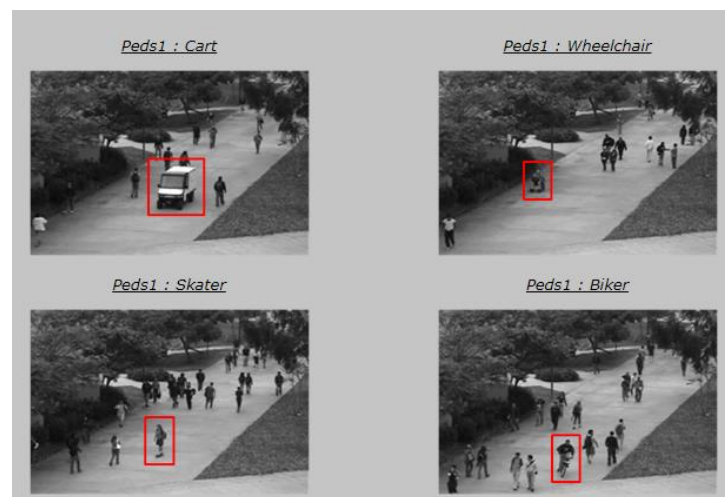 Peds1 : Cart
Peds1 : Wheelchair
Peds1 : Skater
Peds1 : Biker